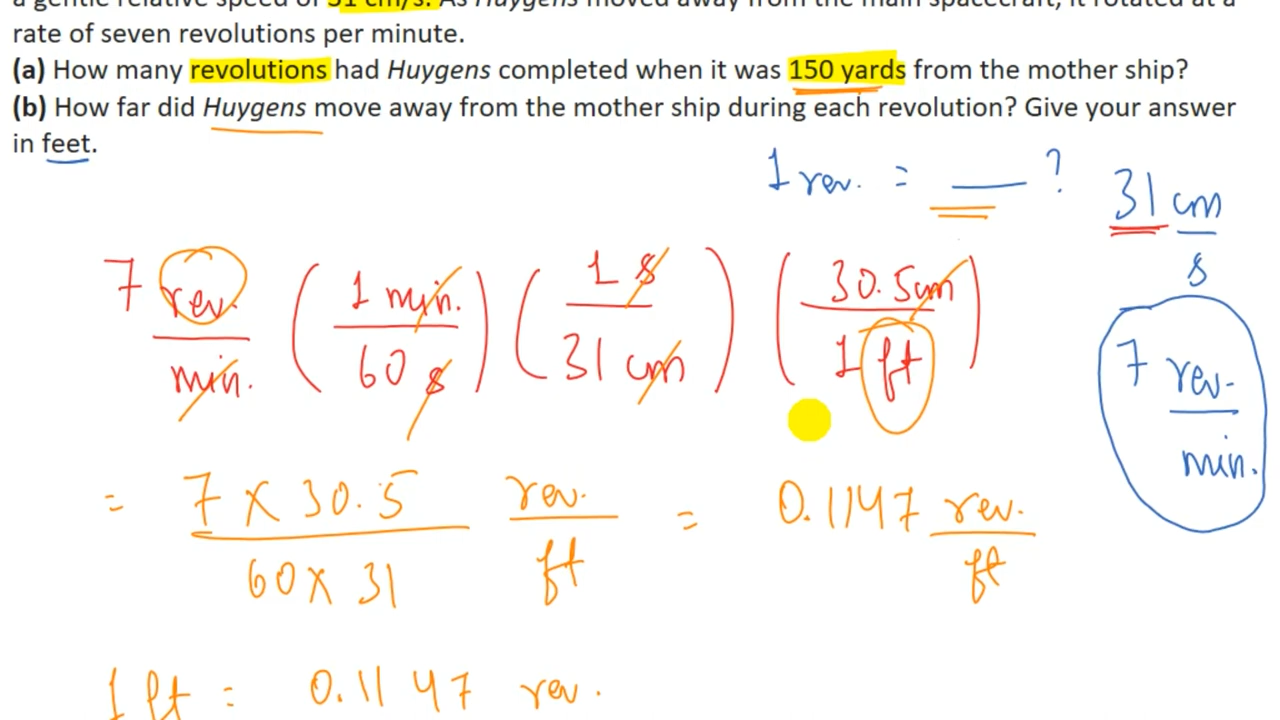 a gentle relative speed of 31 cm/s. As Huygens moved away from the main spacecraft, it rotated at a
rate of seven revolutions per minute.
(a) How many revolutions had Huygens completed when it was 150 yards from the mother ship?
(b) How far did Huygens move away from the mother ship during each revolution? Give your answer
in feet.
1 rev. = ___ ?
31 cm/s
7 rev./min. (1 min./60 s) (1 s/31 cm) (30.5cm/1 ft)
7 rev./min.
= 7 x 30.5/60 x 31 rev./ft = 0.1147 rev./ft
1 ft = 0.1147 rev.